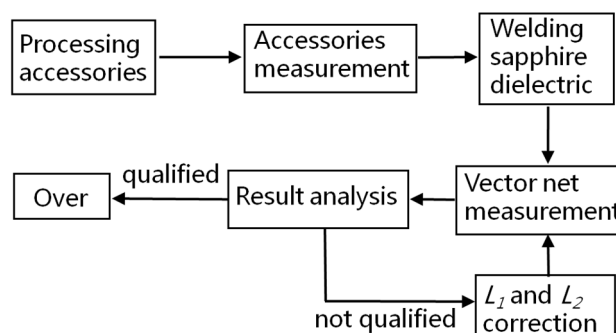 Processing
accessories
Accessories
measurement
Welding
sapphire
dielectric
Vector net
measurement
Result analysis
qualified
Over
not qualified
L₁ and L₂
correction